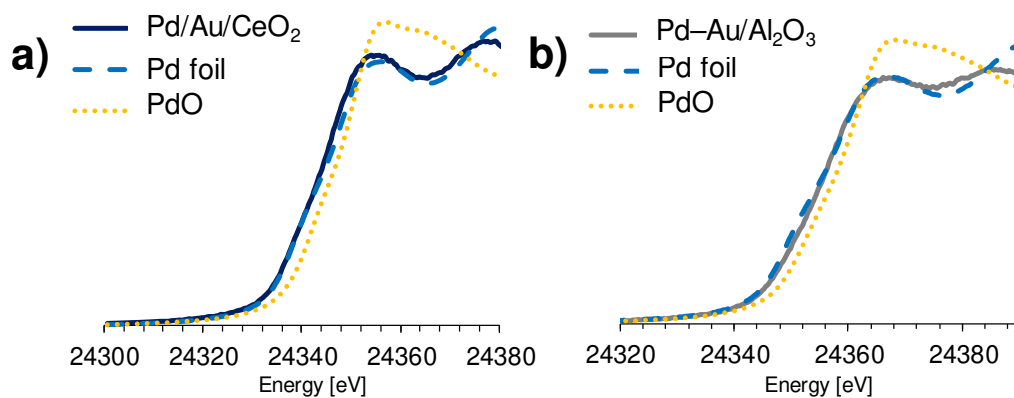 a)
Pd/Au/CeO₂
Pd foil
PdO
24300 24320 24340 24360 24380
Energy [eV]
b)
Pd–Au/Al₂O₃
Pd foil
PdO
24320 24340 24360 24380
Energy [eV]